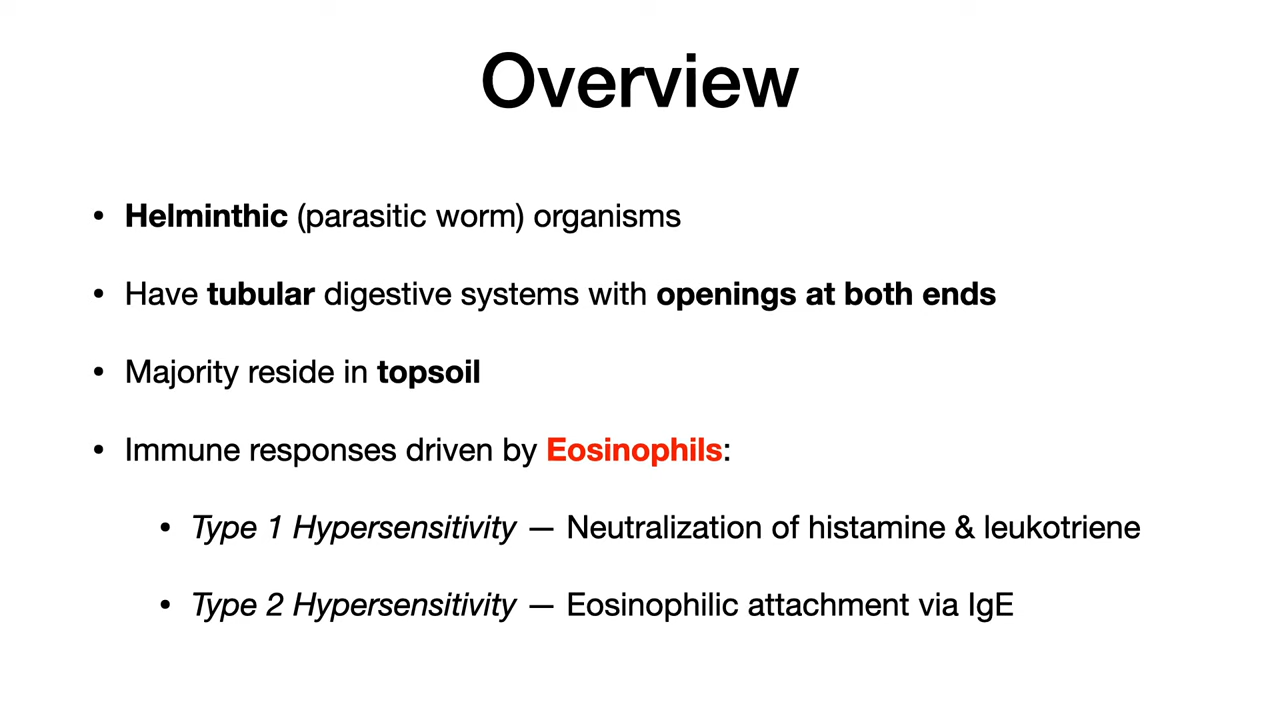 Overview
• Helminthic (parasitic worm) organisms
• Have tubular digestive systems with openings at both ends
• Majority reside in topsoil
• Immune responses driven by Eosinophils:
• Type 1 Hypersensitivity — Neutralization of histamine & leukotriene
• Type 2 Hypersensitivity — Eosinophilic attachment via IgE